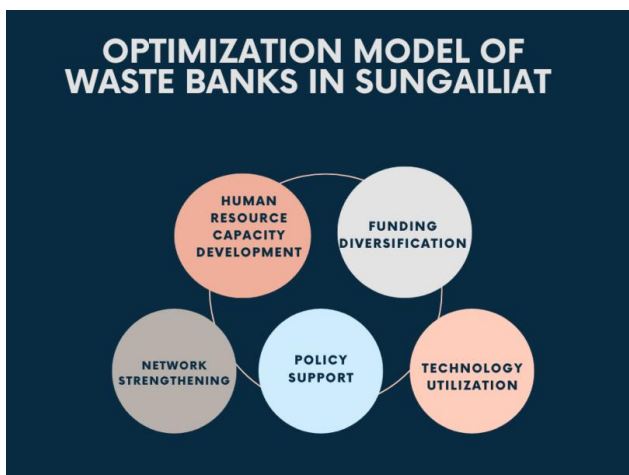 OPTIMIZATION MODEL OF
WASTE BANKS IN SUNGAILIAT
HUMAN
RESOURCE
CAPACITY
DEVELOPMENT
FUNDING
DIVERSIFICATION
NETWORK
STRENGTHENING
POLICY
SUPPORT
TECHNOLOGY
UTILIZATION